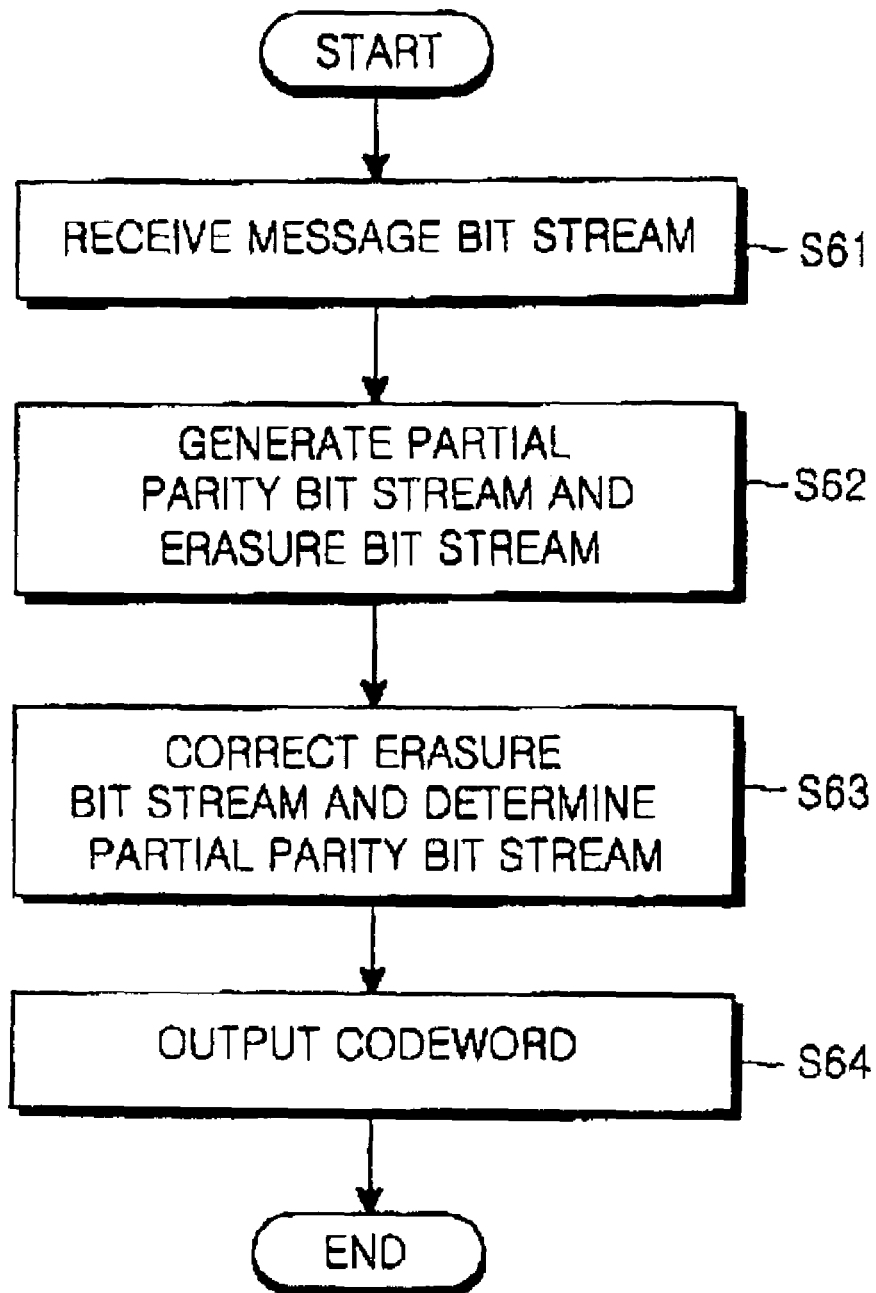 START
RECEIVE MESSAGE BIT STREAM
S61
GENERATE PARTIAL
PARITY BIT STREAM AND
ERASURE BIT STREAM
S62
CORRECT ERASURE
BIT STREAM AND DETERMINE
PARTIAL PARITY BIT STREAM
S63
OUTPUT CODEWORD
S64
END